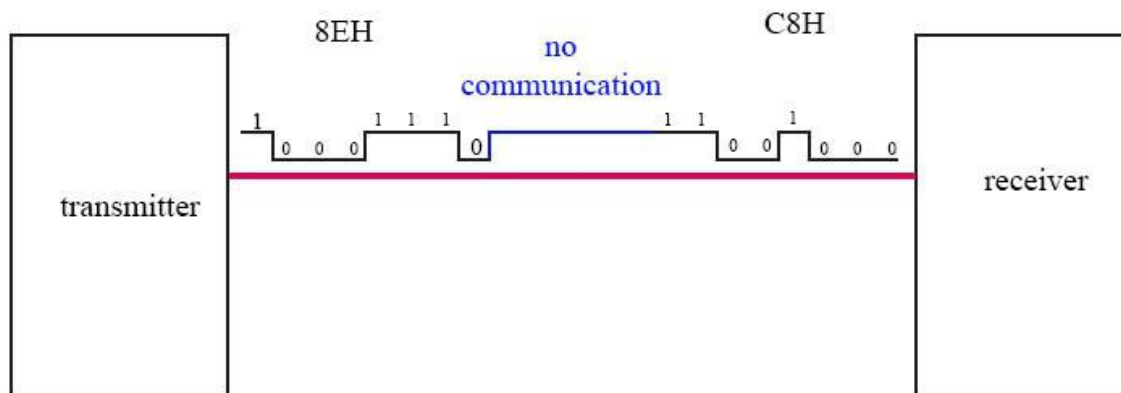 8EH
C8H
no
communication
1 0 0 0 1 1 1 0
1 1 0 0 1 0 0 0
transmitter
receiver